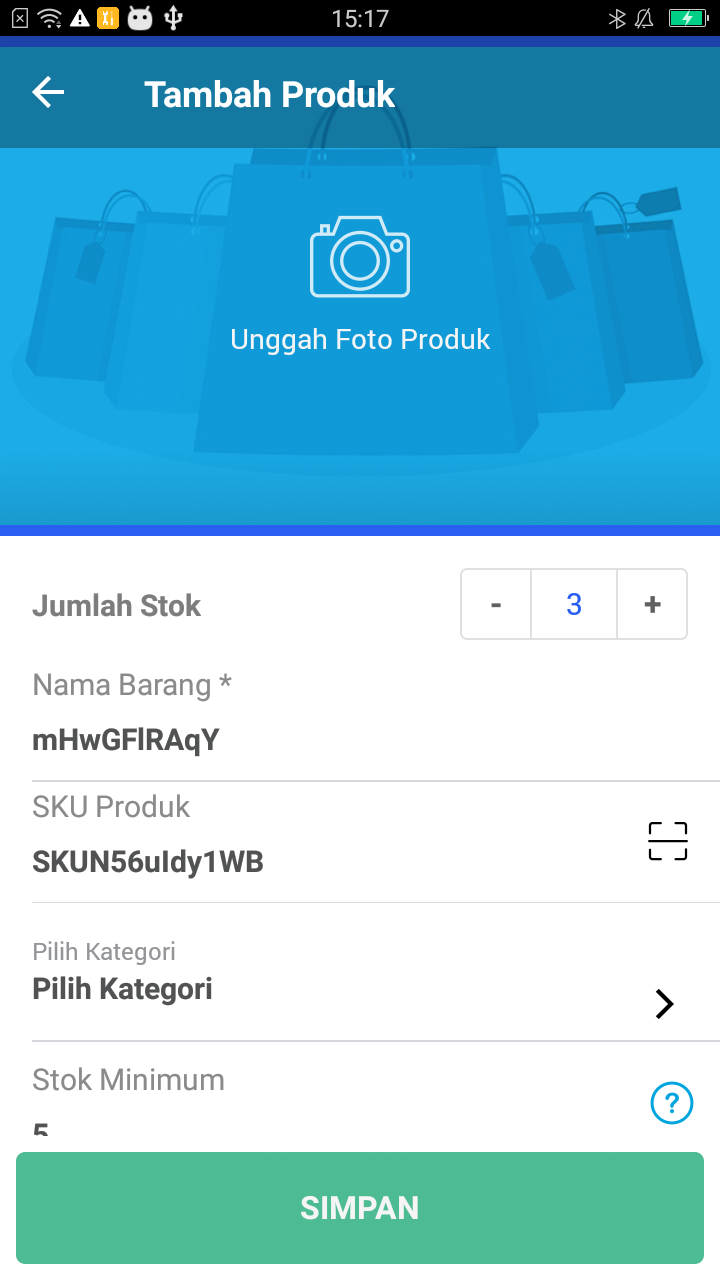 15:17
Tambah Produk
Unggah Foto Produk
Jumlah Stok
- 3 +
Nama Barang *
mHwGFlRAqY
SKU Produk
SKUN56uIdy1WB
Pilih Kategori
Pilih Kategori
Stok Minimum
?
5
SIMPAN